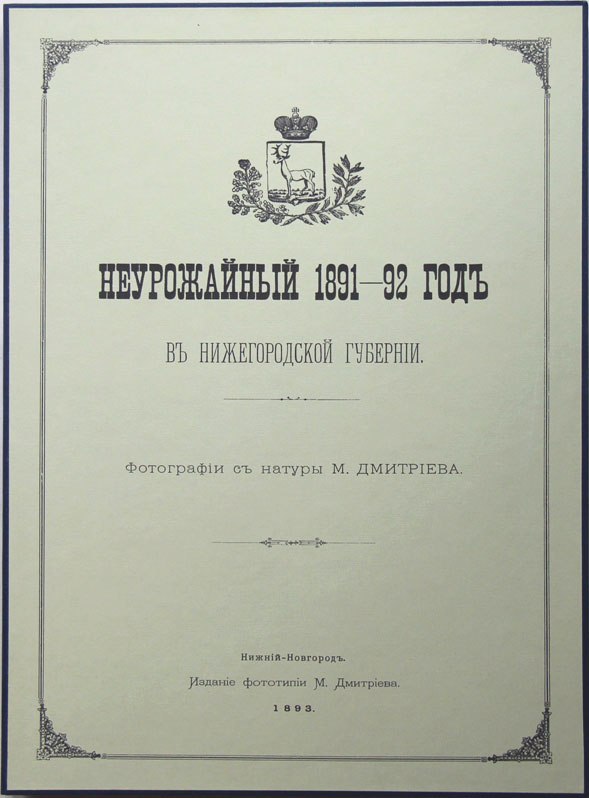 НЕУРОЖАЙНЫЙ 1891—92 ГОДЪ
ВЪ НИЖЕГОРОДСКОЙ ГУБЕРНІИ.
Фотографіи съ натуры М. ДМИТРІЕВА.
Нижній-Новгородъ.
Изданіе фототипіи М. Дмитріева.
1893.